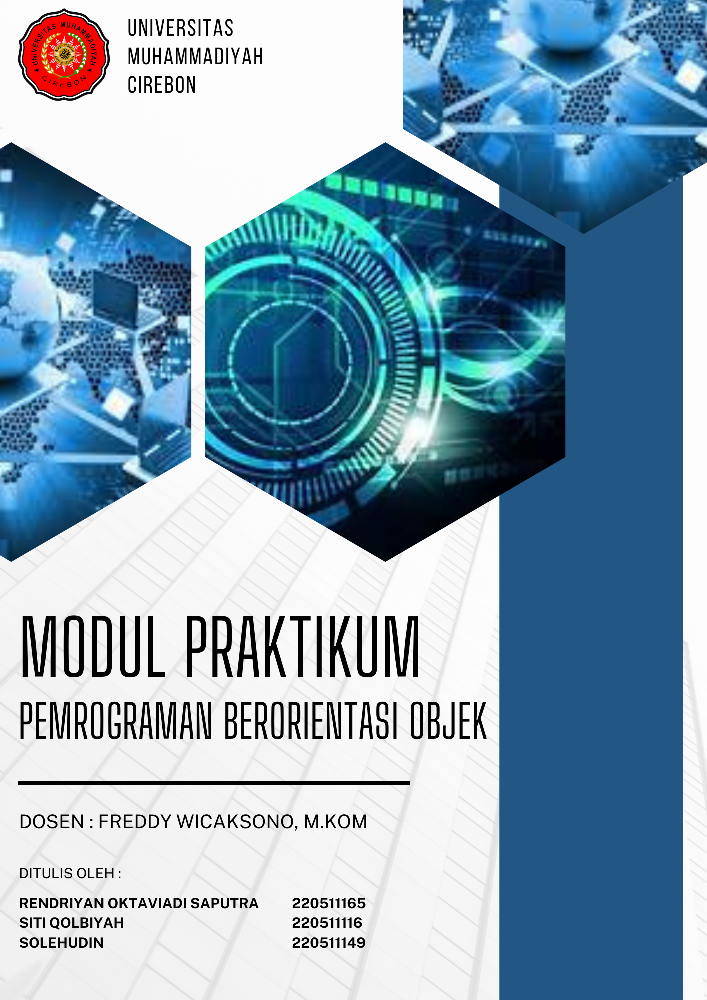 UNIVERSITAS MUHAMMADIYAH
★ CIREBON ★
UNIVERSITAS
MUHAMMADIYAH
CIREBON
MODUL PRAKTIKUM
PEMROGRAMAN BERORIENTASI OBJEK
DOSEN : FREDDY WICAKSONO, M.KOM
DITULIS OLEH :
RENDRIYAN OKTAVIADI SAPUTRA 220511165
SITI QOLBIYAH 220511116
SOLEHUDIN 220511149